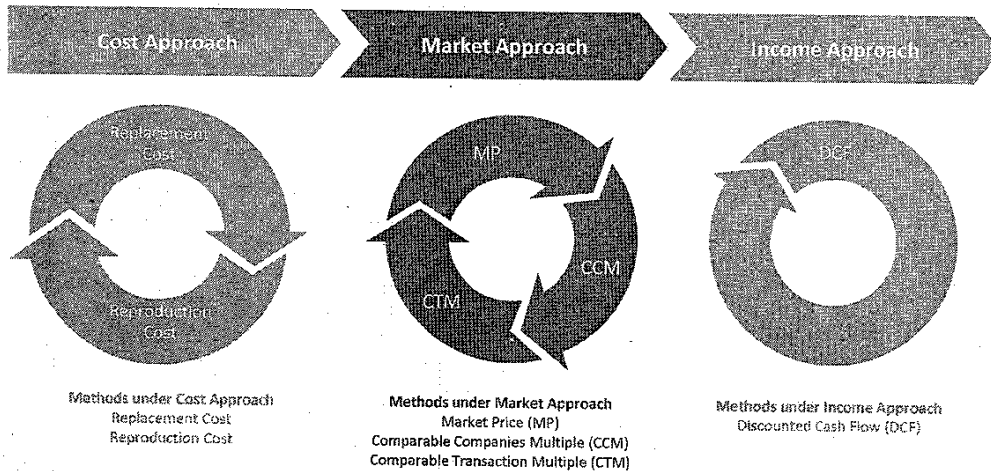 Cost Approach
Market Approach
Income Approach
Replacement
Cost
Reproduction
Cost
MP
CCM
CTM
DCF
Methods under Cost Approach
Replacement Cost
Reproduction Cost
Methods under Market Approach
Market Price (MP)
Comparable Companies Multiple (CCM)
Comparable Transaction Multiple (CTM)
Methods under Income Approach
Discounted Cash Flow (DCF)